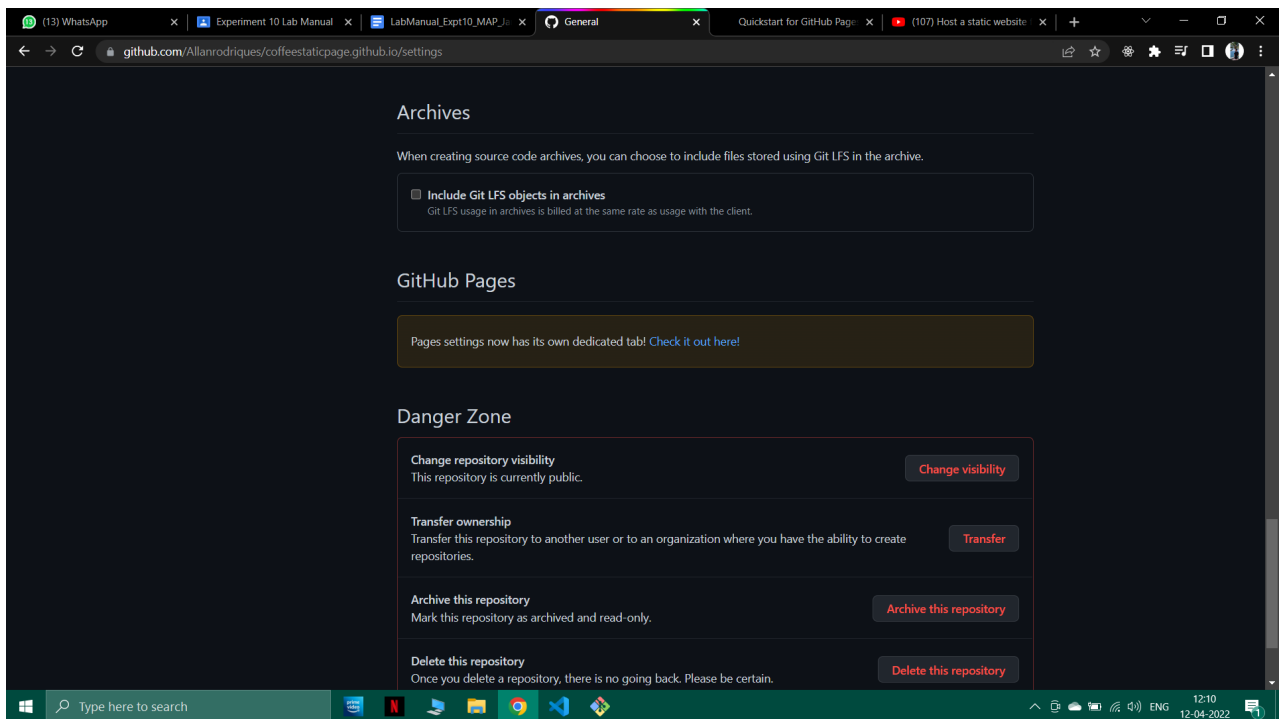 (13) WhatsApp
Experiment 10 Lab Manual
LabManual_Expt10_MAP_Ja
General
Quickstart for GitHub Page
(107) Host a static website
github.com/Allanrodriques/coffeestaticpage.github.io/settings
Archives
When creating source code archives, you can choose to include files stored using Git LFS in the archive.
Include Git LFS objects in archives
Git LFS usage in archives is billed at the same rate as usage with the client.
GitHub Pages
Pages settings now has its own dedicated tab! Check it out here!
Danger Zone
Change repository visibility
This repository is currently public.
Change visibility
Transfer ownership
Transfer this repository to another user or to an organization where you have the ability to create
repositories.
Transfer
Archive this repository
Mark this repository as archived and read-only.
Archive this repository
Delete this repository
Once you delete a repository, there is no going back. Please be certain.
Delete this repository
Type here to search
prime video
N
ENG
12:10
12-04-2022
1